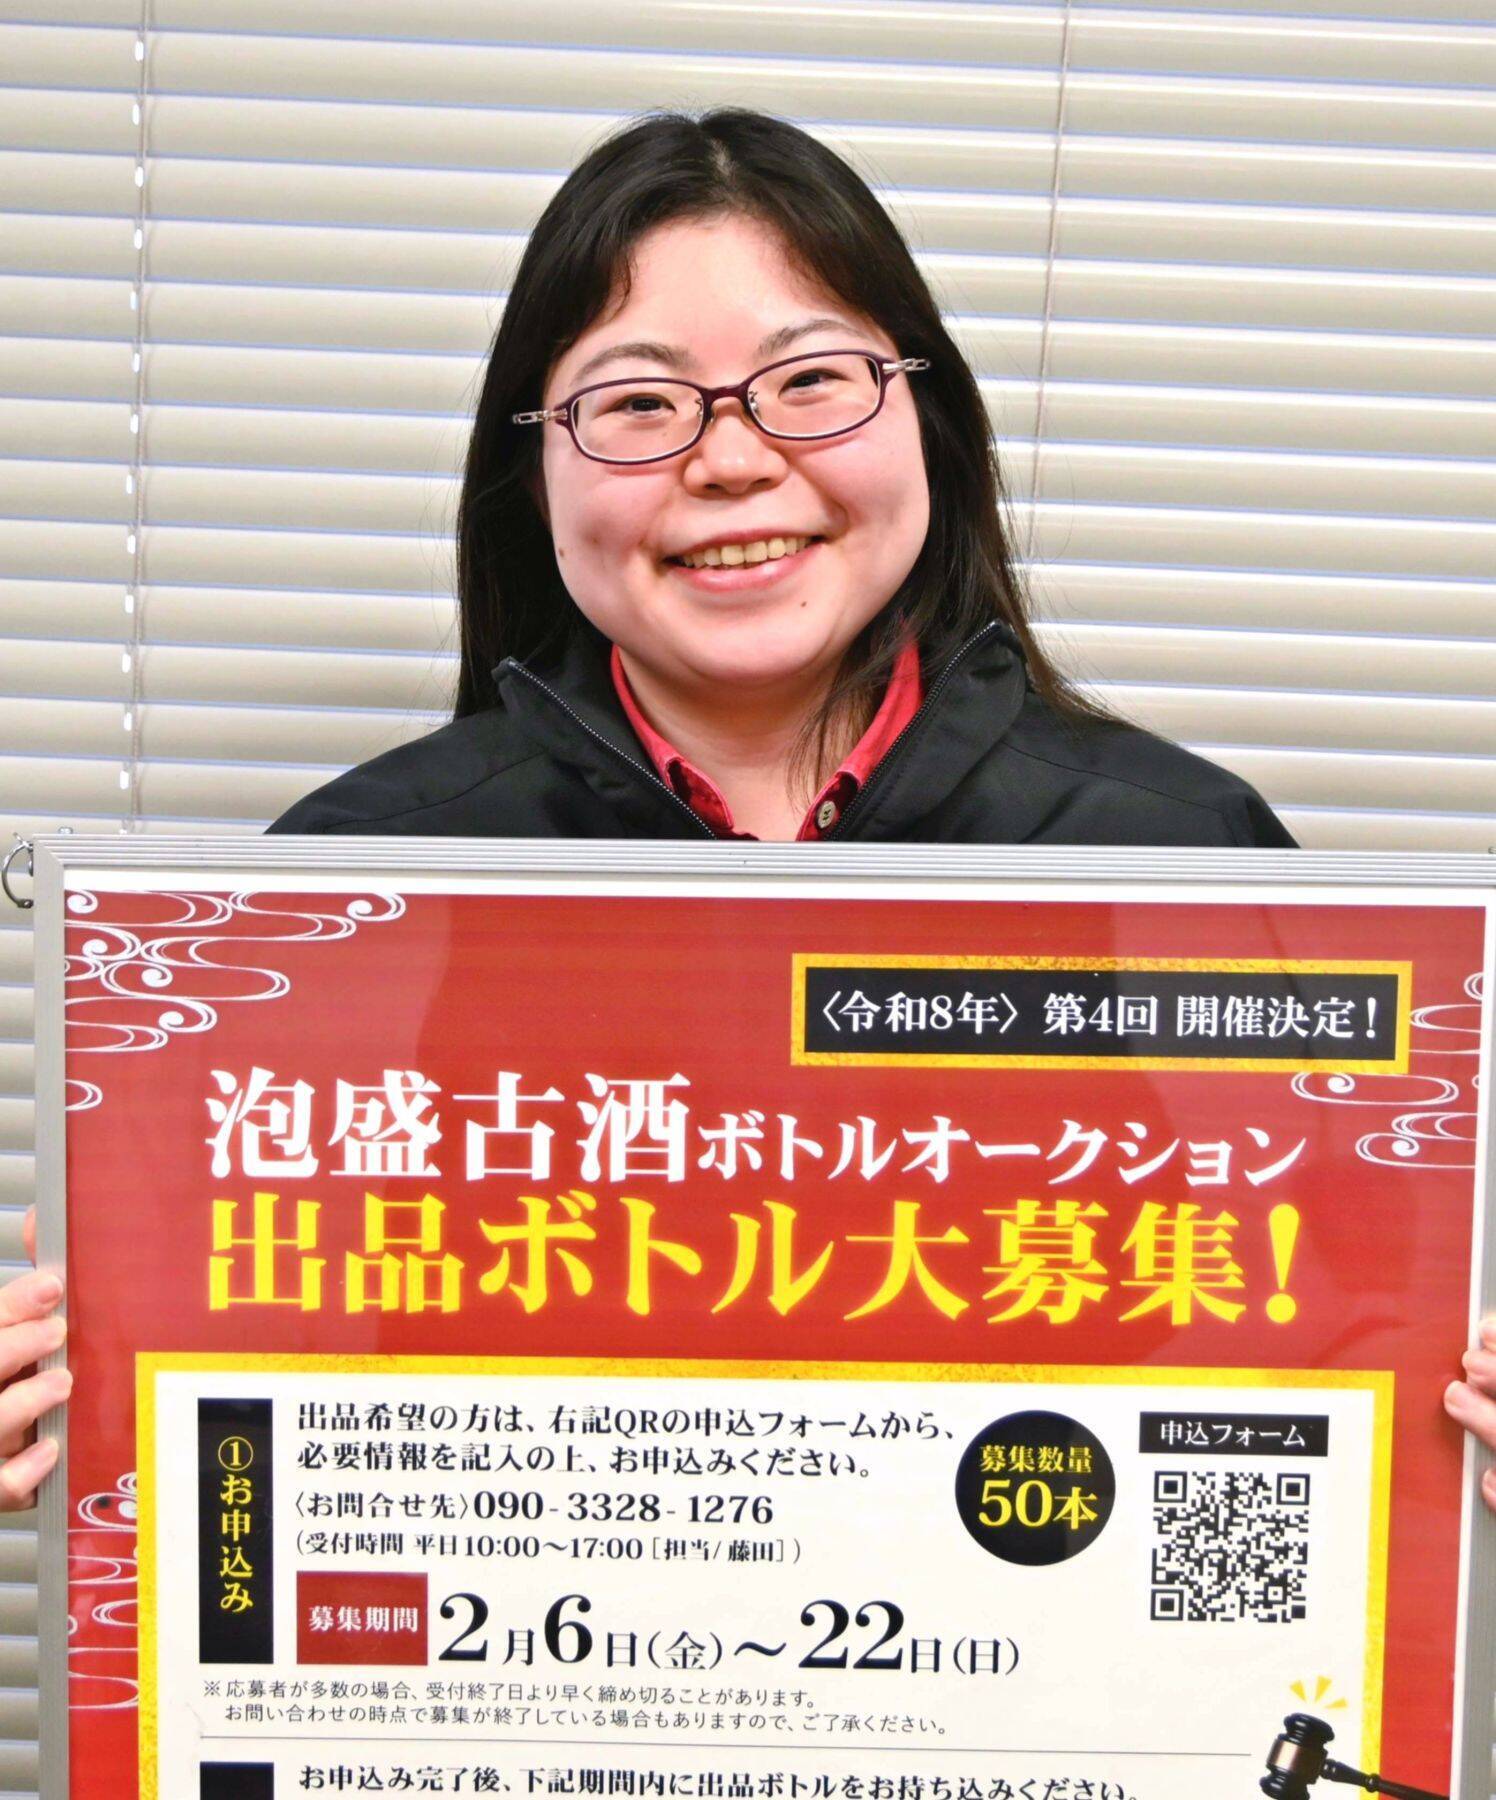 〈令和8年〉 第4回 開催決定！
泡盛古酒ボトルオークション
出品ボトル大募集！
①お申込み
出品希望の方は、右記QRの申込フォームから、
必要情報を記入の上、お申込みください。
〈お問合せ先〉090-3328-1276
(受付時間 平日10:00～17:00［担当/藤田］)
募集数量
50本
申込フォーム
募集期間 2月6日(金)～22日(日)
※応募者が多数の場合、受付終了日より早く締め切ることがあります。
お問い合わせの時点で募集が終了している場合もありますので、ご了承ください。
お申込み完了後、下記期間内に出品ボトルをお持ち込みください。